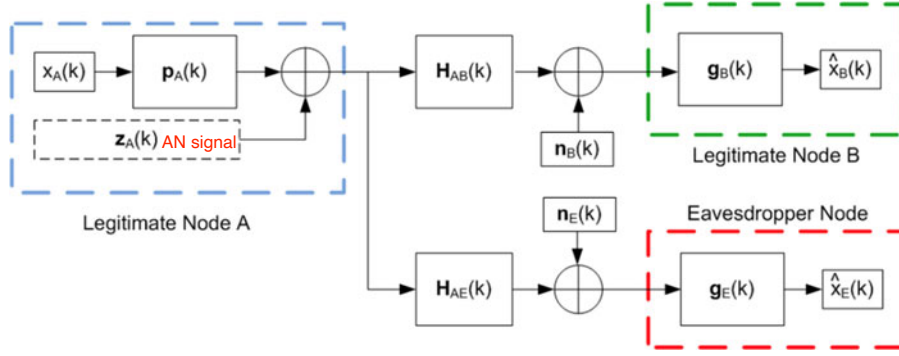 x_A(k)
p_A(k)
z_A(k) AN signal
Legitimate Node A
H_AB(k)
n_B(k)
g_B(k)
x̂_B(k)
Legitimate Node B
n_E(k)
Eavesdropper Node
H_AE(k)
g_E(k)
x̂_E(k)